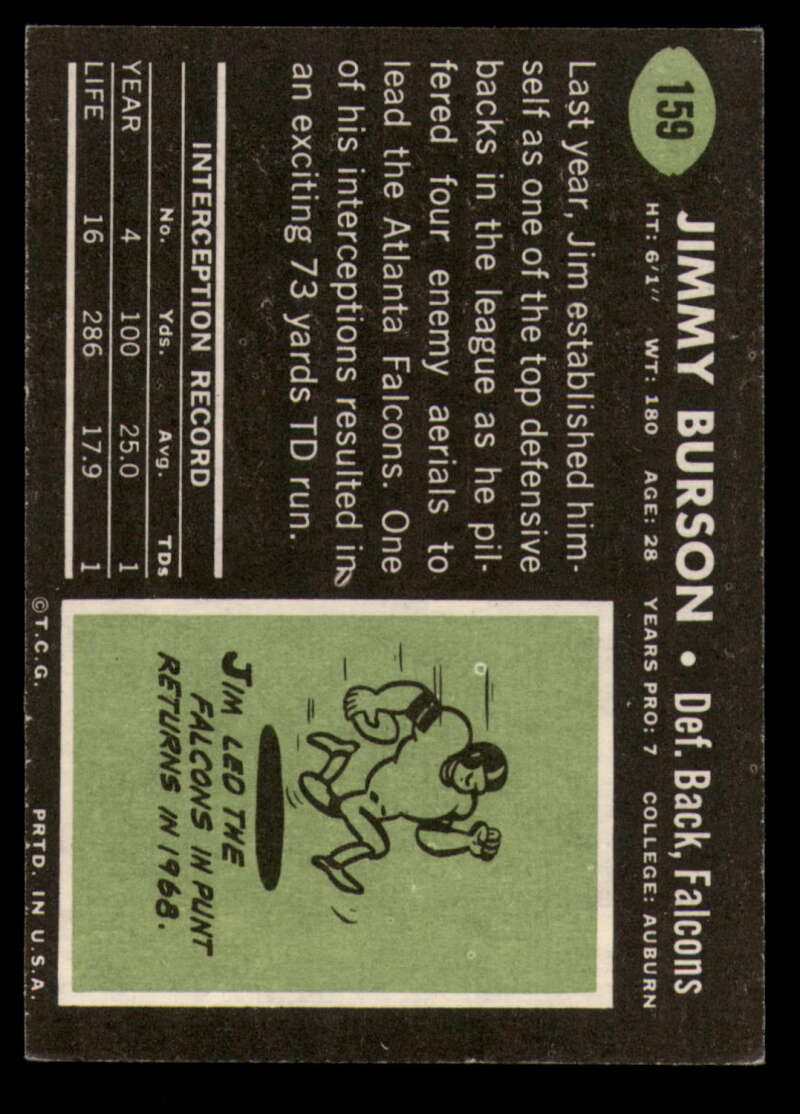 159
JIMMY BURSON • Def. Back, Falcons
HT: 6'1" WT: 180 AGE: 28 YEARS PRO: 7 COLLEGE: AUBURN
Last year, Jim established him-
self as one of the top defensive
backs in the league as he pil-
fered four enemy aerials to
lead the Atlanta Falcons. One
of his interceptions resulted in
an exciting 73 yards TD run.
INTERCEPTION RECORD
No. Yds. Avg. TDs
YEAR 4 100 25.0 1
LIFE 16 286 17.9 1
JIM LED THE
FALCONS IN PUNT
RETURNS IN 1968.
©T.C.G. PRTD. IN U.S.A.